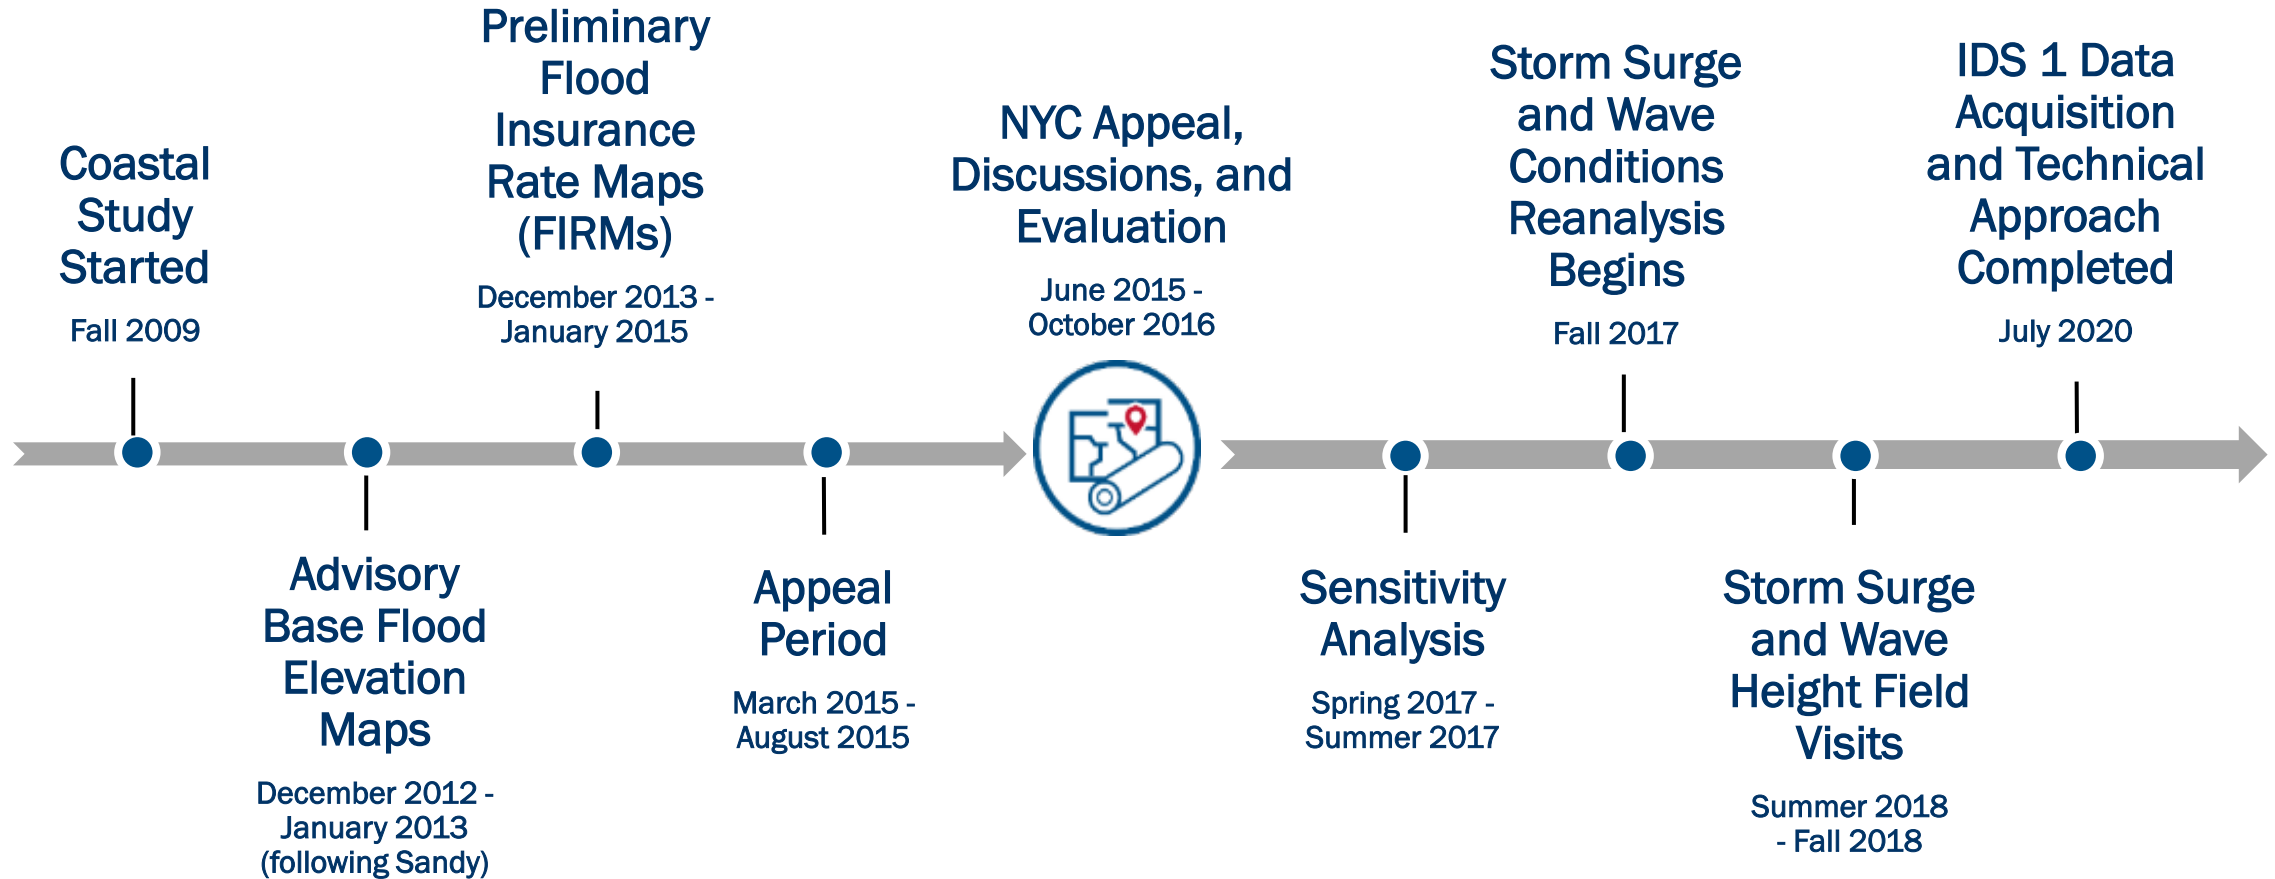 Coastal
Study
Started
Fall 2009
Advisory
Base Flood
Elevation
Maps
December 2012 -
January 2013
(following Sandy)
Preliminary
Flood
Insurance
Rate Maps
(FIRMs)
December 2013 -
January 2015
Appeal
Period
March 2015 -
August 2015
NYC Appeal,
Discussions, and
Evaluation
June 2015 -
October 2016
Sensitivity
Analysis
Spring 2017 -
Summer 2017
Storm Surge
and Wave
Conditions
Reanalysis
Begins
Fall 2017
Storm Surge
and Wave
Height Field
Visits
Summer 2018
- Fall 2018
IDS 1 Data
Acquisition
and Technical
Approach
Completed
July 2020